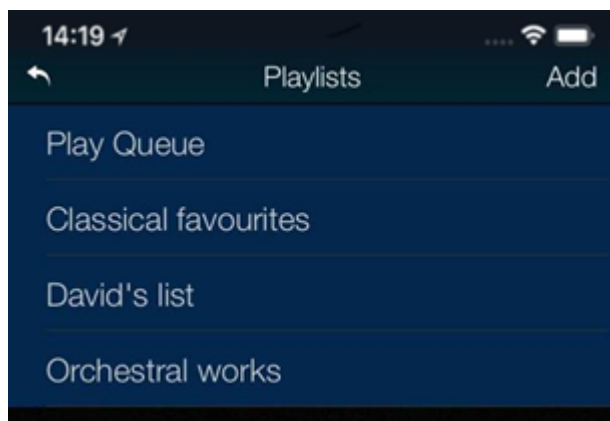 14:19
Playlists Add
Play Queue
Classical favourites
David's list
Orchestral works